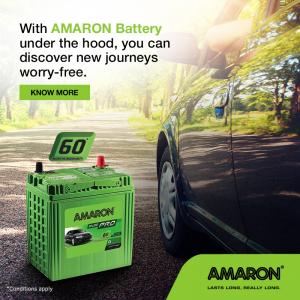 With AMARON Battery
under the hood, you can
discover new journeys
worry-free.
KNOW MORE
60
AMARON®
PRO
*Conditions apply
AMARON®
LASTS LONG, REALLY LONG.